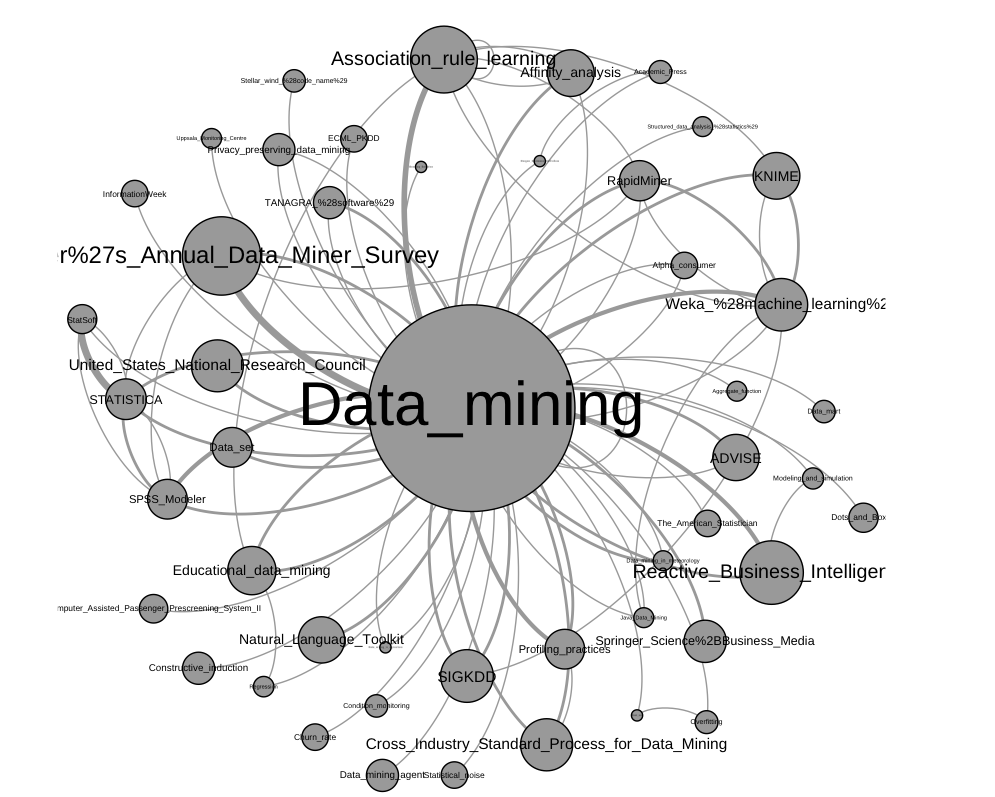 Association_rule_learning
Affinity_analysis
Academic_Press
Stellar_wind_%28code_name%29
Structured_data_analysis_%28statistics%29
Uppsala_Monitoring_Centre
ECML_PKDD
Privacy_preserving_data_mining
KNIME
RapidMiner
InformationWeek
TANAGRA_%28software%29
r%27s_Annual_Data_Miner_Survey
Alpha_consumer
Weka_%28machine_learning%2
StatSoft
United_States_National_Research_Council
Aggregate_function
STATISTICA
Data_mining
Data_mart
Data_set
ADVISE
Modeling_and_simulation
SPSS_Modeler
Dots_and_Box
The_American_Statistician
Data_mining_in_meteorology
Educational_data_mining
Reactive_Business_Intelliger
mputer_Assisted_Passenger_Prescreening_System_II
Java_Data_Mining
Natural_Language_Toolkit
Springer_Science%2BBusiness_Media
Profiling_practices
Constructive_induction
SIGKDD
Regression
Condition_monitoring
Overfitting
Churn_rate
Cross_Industry_Standard_Process_for_Data_Mining
Data_mining_agent
Statistical_noise